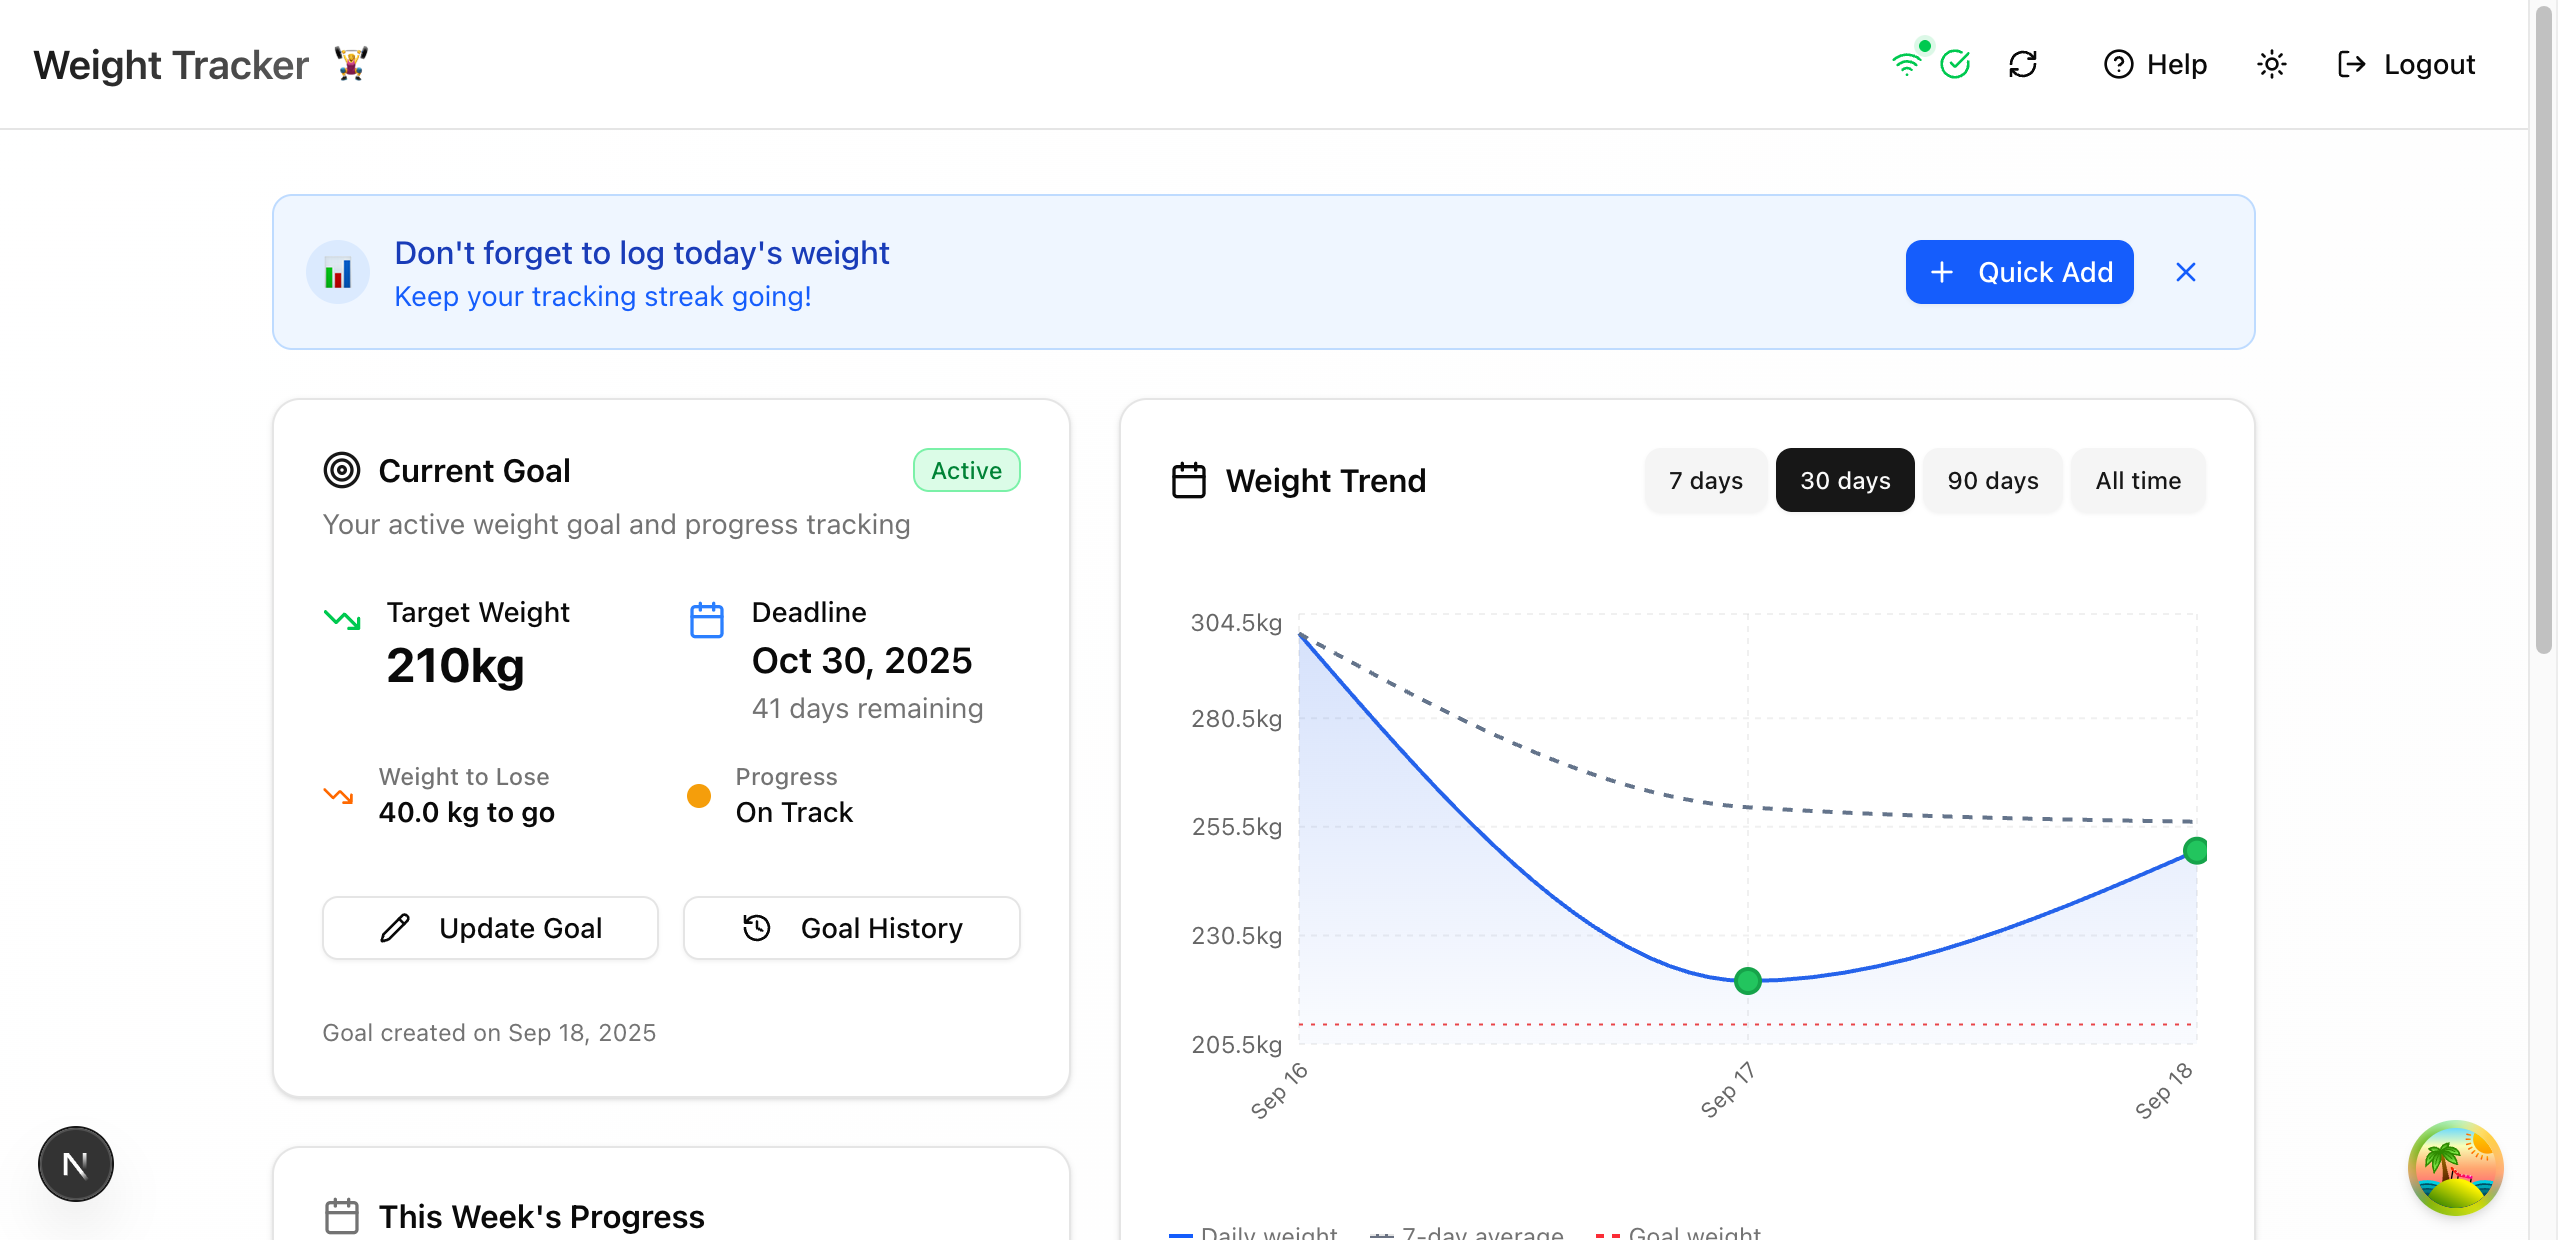 Weight Tracker
Help
Logout
Don't forget to log today's weight
Keep your tracking streak going!
Quick Add
Current Goal
Active
Your active weight goal and progress tracking
Target Weight
210kg
Deadline
Oct 30, 2025
41 days remaining
Weight to Lose
40.0 kg to go
Progress
On Track
Update Goal
Goal History
Goal created on Sep 18, 2025
This Week's Progress
Weight Trend
7 days
30 days
90 days
All time
304.5kg
280.5kg
255.5kg
230.5kg
205.5kg
Sep 16
Sep 17
Sep 18
Daily weight
7-day average
Goal weight
N